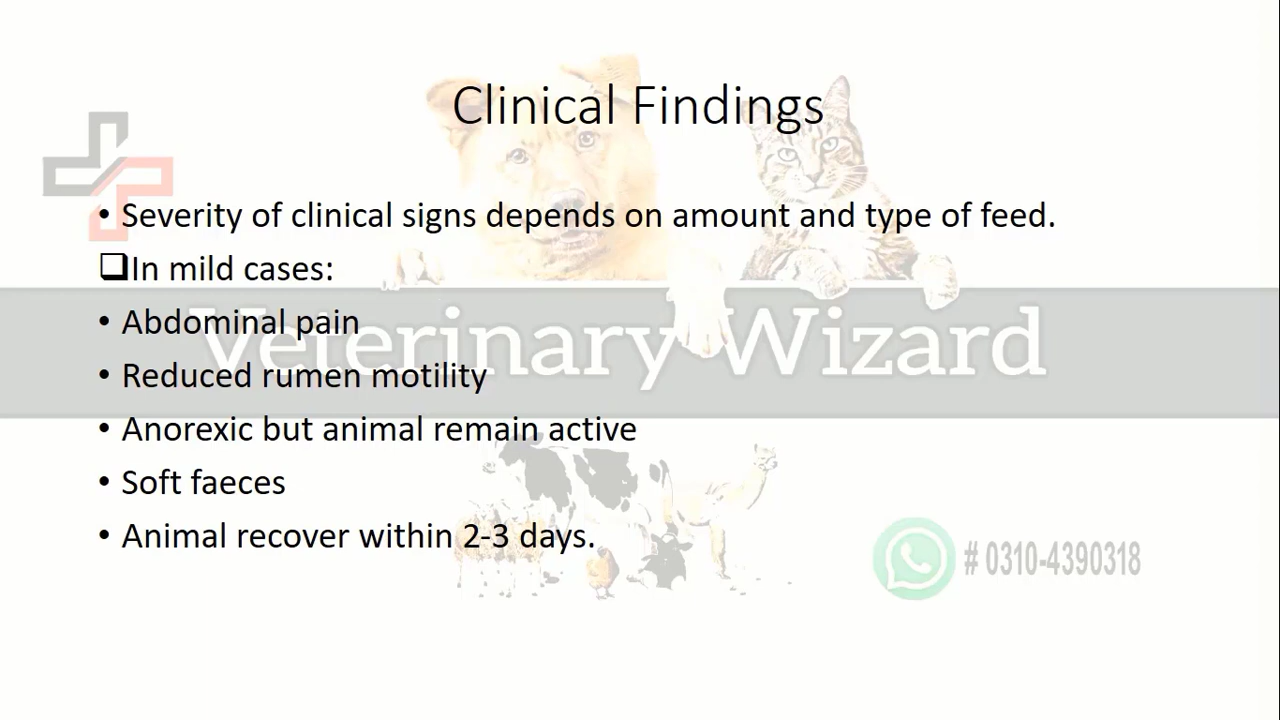 Clinical Findings
• Severity of clinical signs depends on amount and type of feed.
❑In mild cases:
• Abdominal pain
Veterinary Wizard
• Reduced rumen motility
• Anorexic but animal remain active
• Soft faeces
• Animal recover within 2-3 days.
# 0310-4390318